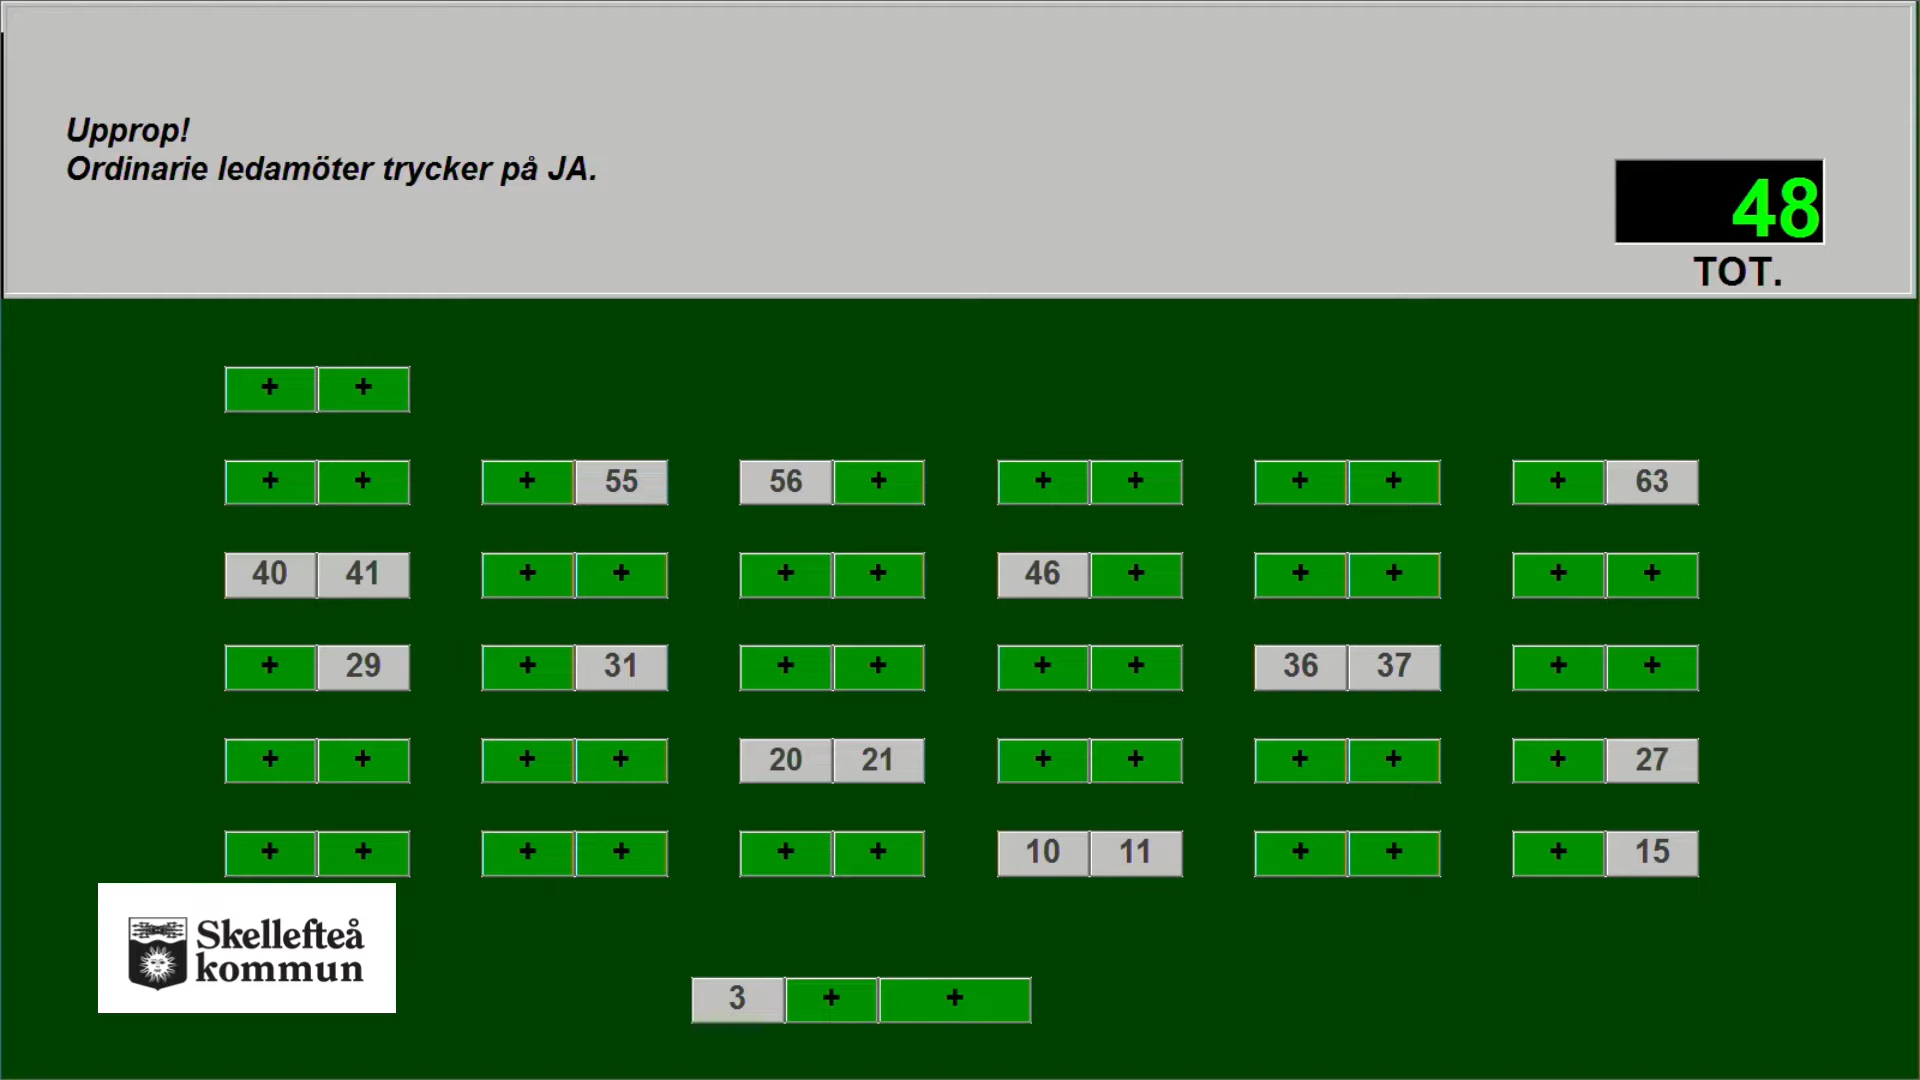 Upprop!
Ordinarie ledamöter trycker på JA.
48
TOT.
+ +
+ + + 55 56 + + + + + + 63
40 41 + + + + 46 + + + + +
+ 29 + 31 + + + + 36 37 + +
+ + + + 20 21 + + + + + 27
+ + + + + + 10 11 + + + 15
Skellefteå
kommun
3 + +